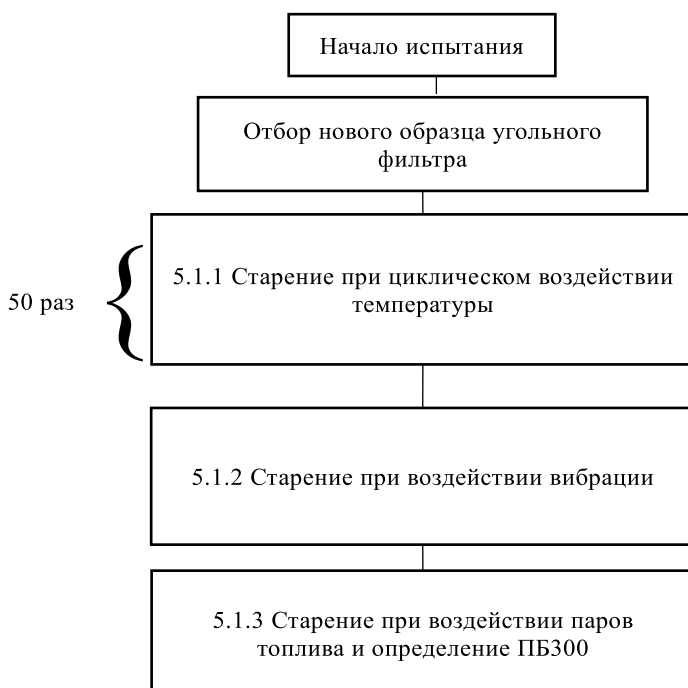 Начало испытания
Отбор нового образца угольного
фильтра
5.1.1 Старение при циклическом воздействии
температуры
50 раз
5.1.2 Старение при воздействии вибрации
5.1.3 Старение при воздействии паров
топлива и определение ПБ300